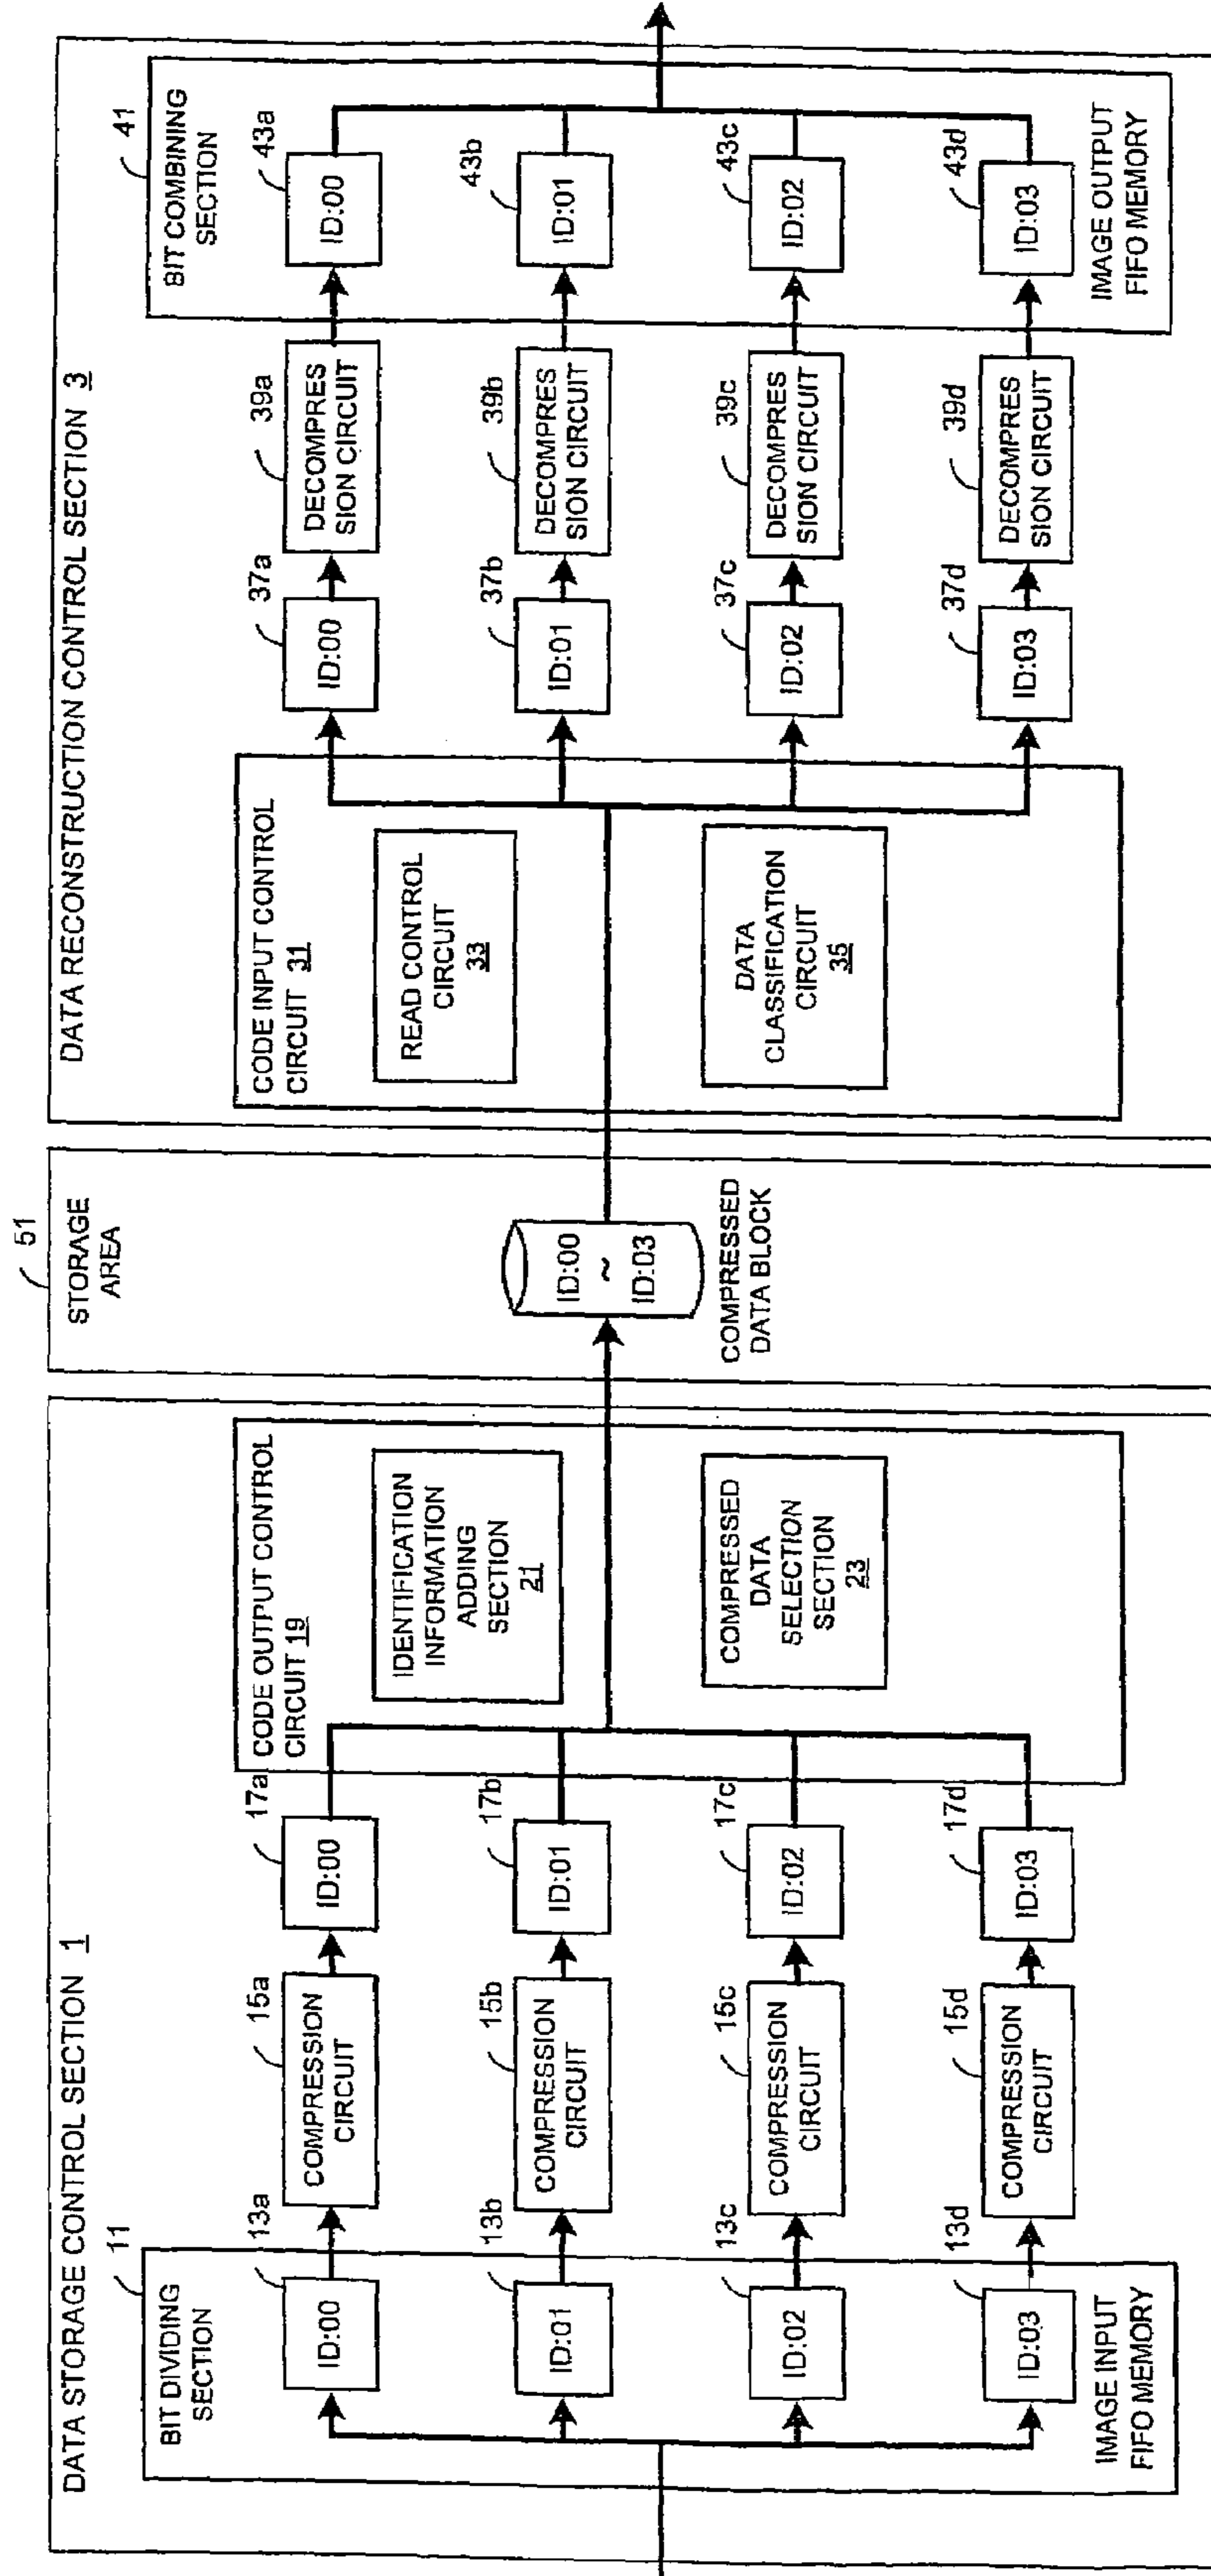 DATA STORAGE CONTROL SECTION 1
11
BIT DIVIDING
SECTION
13a
ID:00
13b
ID:01
13c
ID:02
13d
ID:03
IMAGE INPUT
FIFO MEMORY
15a
COMPRESSION
CIRCUIT
15b
COMPRESSION
CIRCUIT
15c
COMPRESSION
CIRCUIT
15d
COMPRESSION
CIRCUIT
17a
ID:00
17b
ID:01
17c
ID:02
17d
ID:03
CODE OUTPUT CONTROL
CIRCUIT 19
IDENTIFICATION
INFORMATION
ADDING
SECTION
21
COMPRESSED
DATA
SELECTION
SECTION
23
51
STORAGE
AREA
ID:00
~
ID:03
COMPRESSED
DATA BLOCK
DATA RECONSTRUCTION CONTROL SECTION 3
CODE INPUT CONTROL
CIRCUIT 31
READ CONTROL
CIRCUIT
33
DATA
CLASSIFICATION
CIRCUIT
35
37a
ID:00
37b
ID:01
37c
ID:02
37d
ID:03
39a
DECOMPRES
SION CIRCUIT
39b
DECOMPRES
SION CIRCUIT
39c
DECOMPRES
SION CIRCUIT
39d
DECOMPRES
SION CIRCUIT
41
BIT COMBINING
SECTION
43a
ID:00
43b
ID:01
43c
ID:02
43d
ID:03
IMAGE OUTPUT
FIFO MEMORY